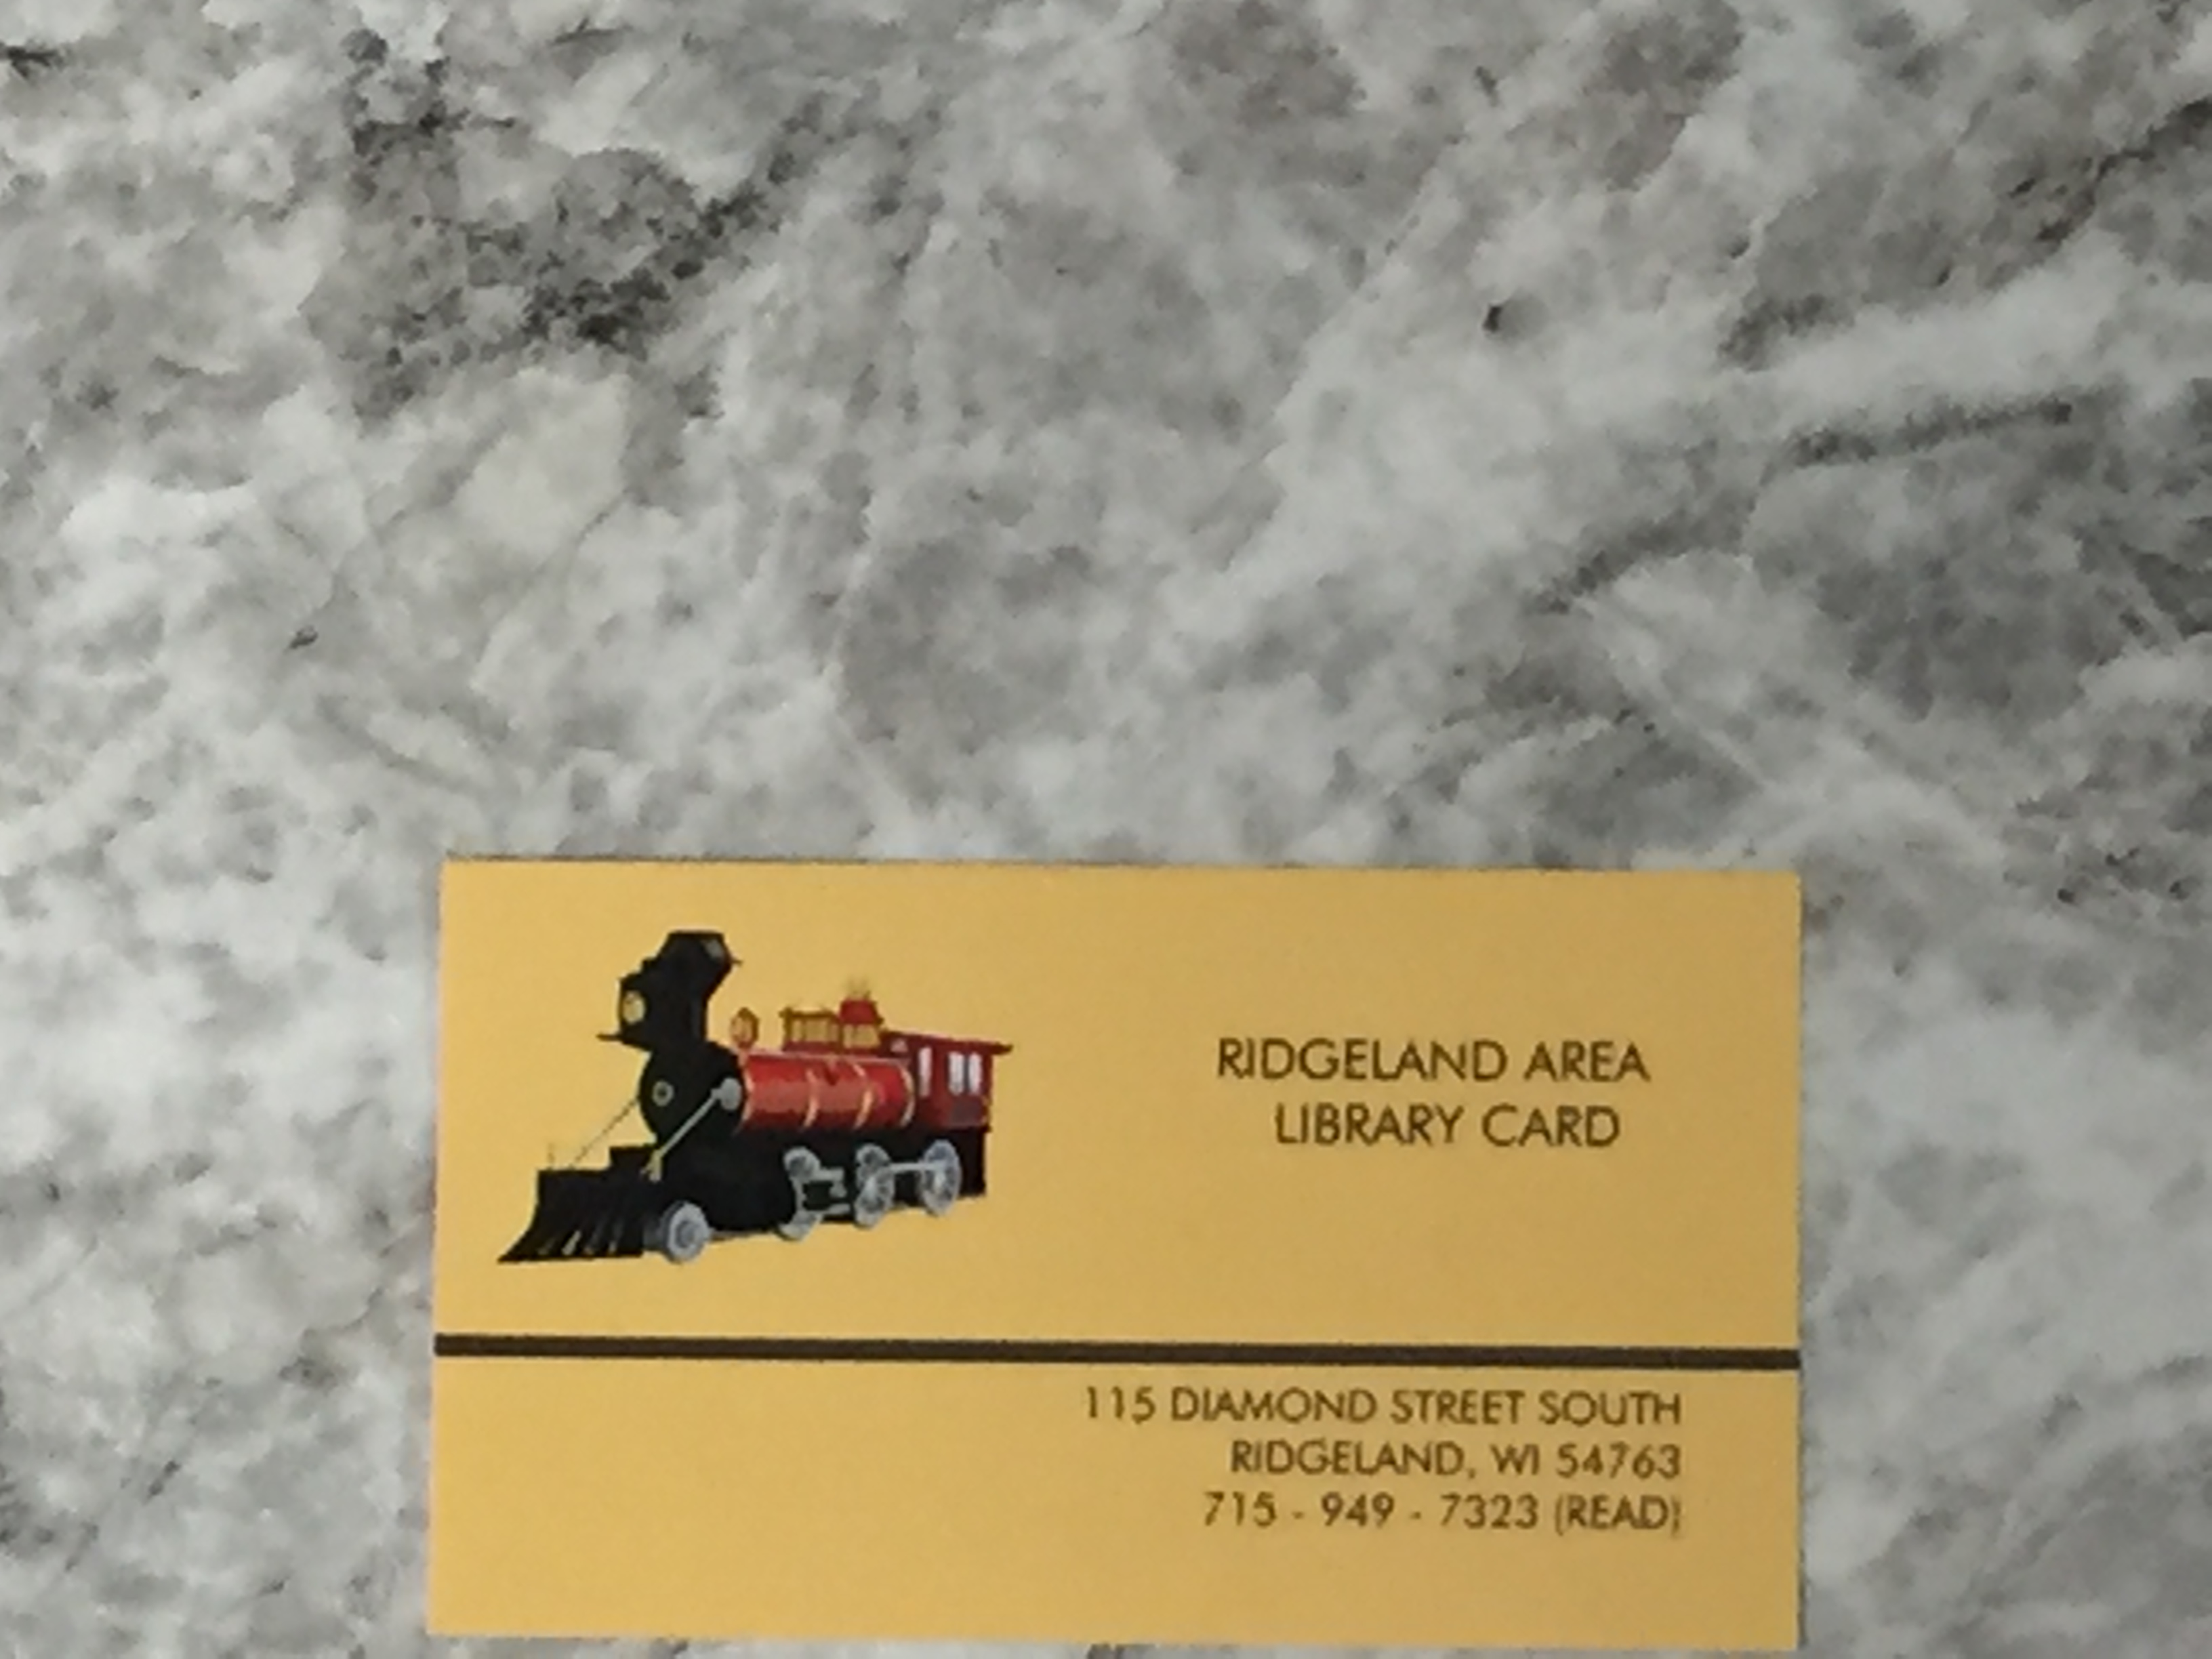 RIDGELAND AREA
LIBRARY CARD
115 DIAMOND STREET SOUTH
RIDGELAND, WI 54763
715 - 949 - 7323 (READ)